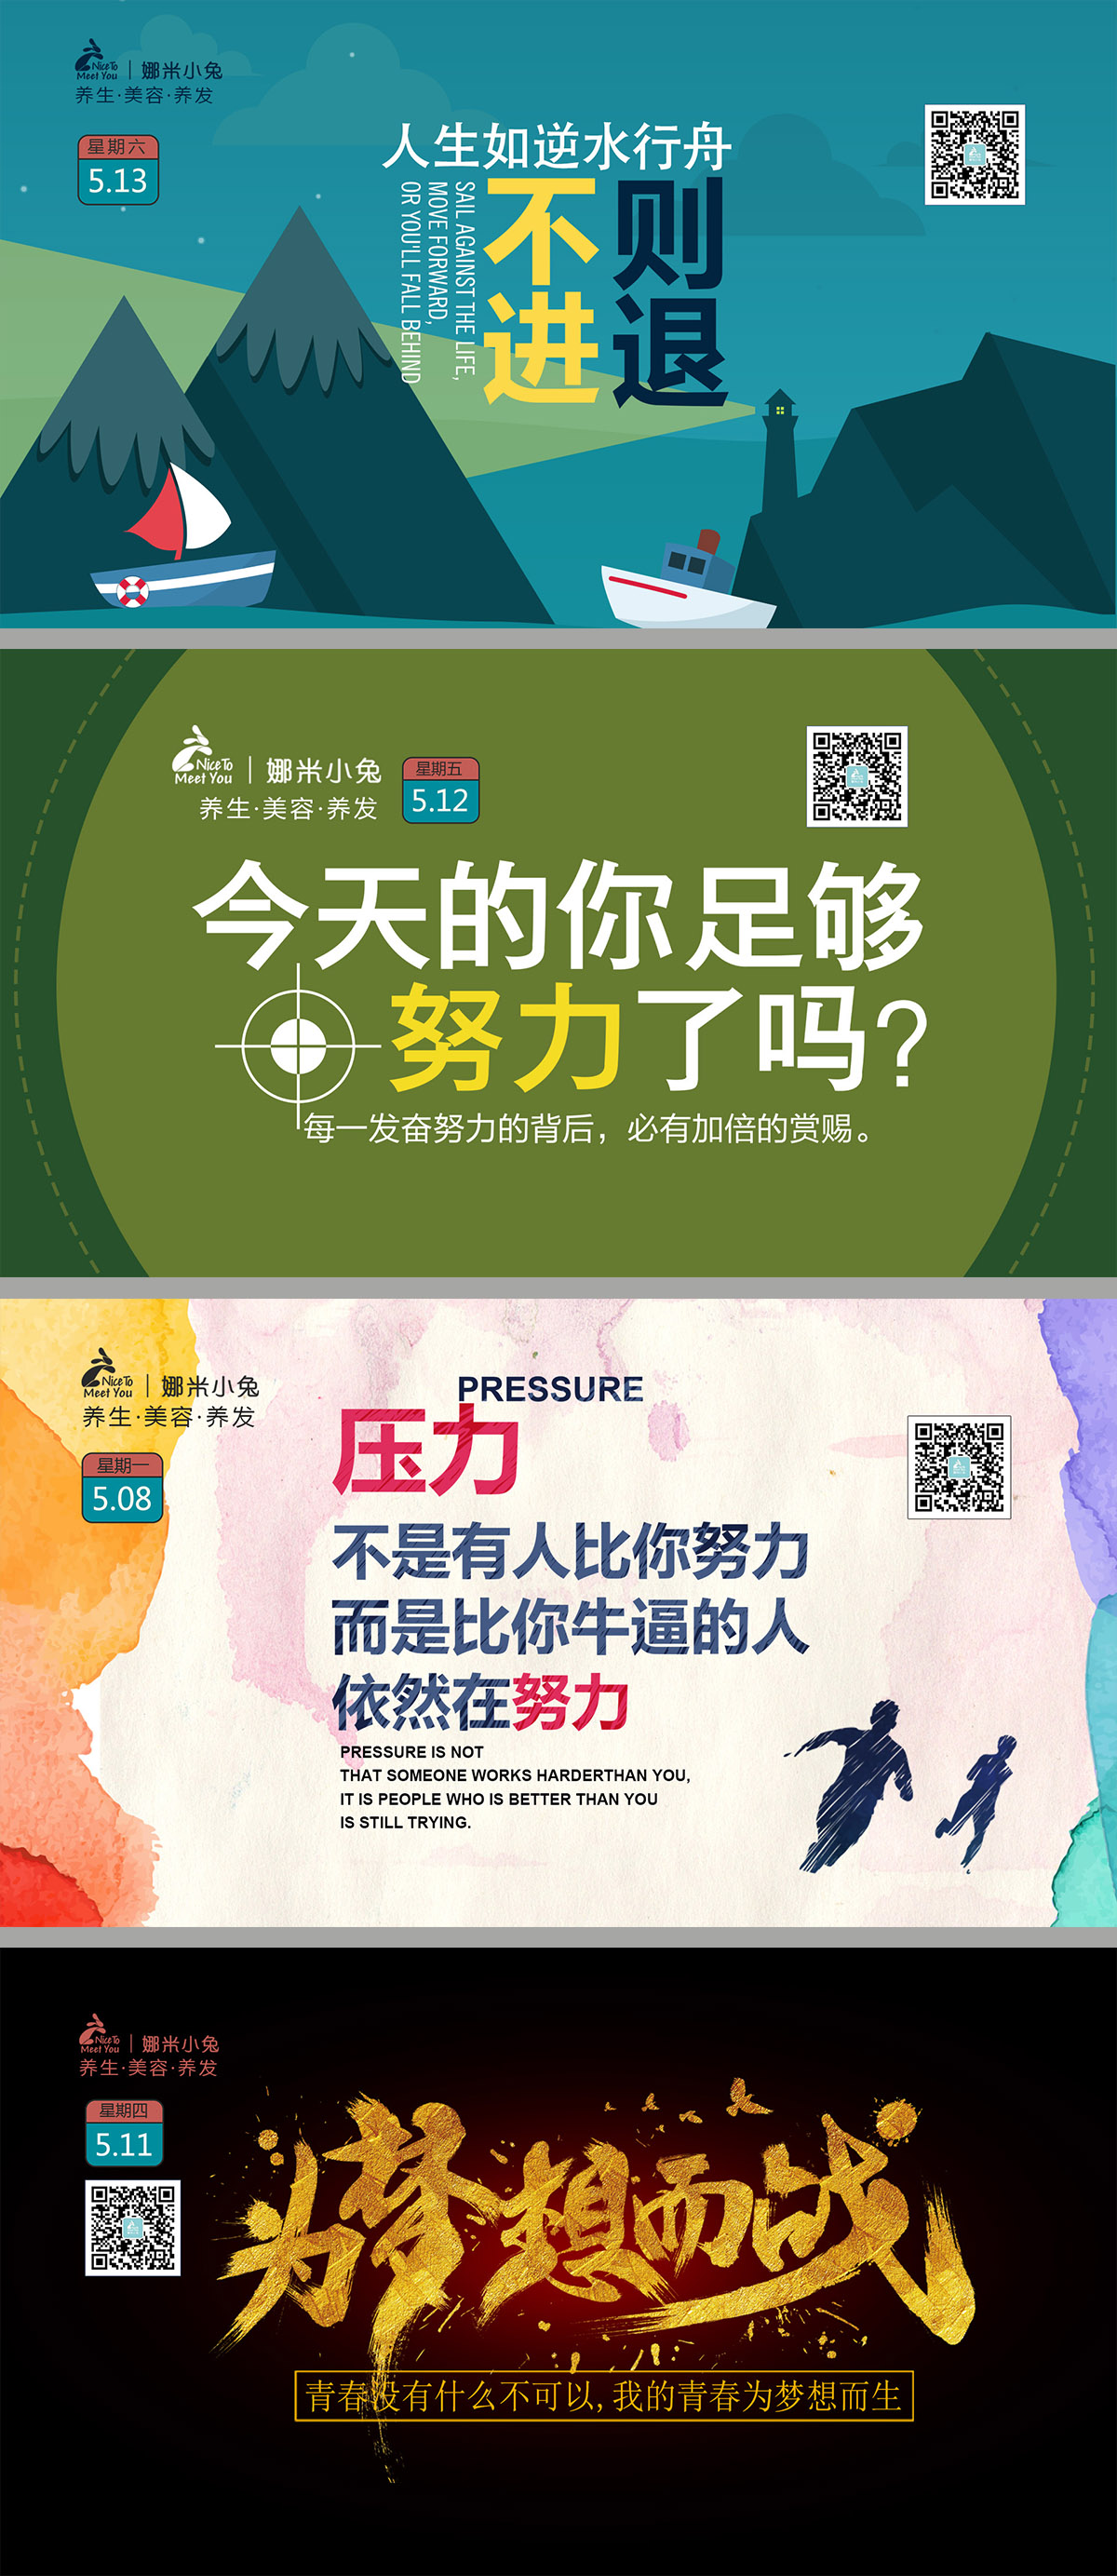 Nice To
Meet You
娜米小兔
养生·美容·养发
星期六
5.13
人生如逆水行舟
不进
则退
SAIL AGAINST THE LIFE,
MOVE FORWARD,
OR YOU'LL FALL BEHIND
Nice To
Meet You
娜米小兔
养生·美容·养发
星期五
5.12
今天的你足够
努力了吗?
每一发奋努力的背后，必有加倍的赏赐。
Nice To
Meet You
娜米小兔
养生·美容·养发
星期一
5.08
PRESSURE
压力
不是有人比你努力
而是比你牛逼的人
依然在努力
PRESSURE IS NOT
THAT SOMEONE WORKS HARDERTHAN YOU,
IT IS PEOPLE WHO IS BETTER THAN YOU
IS STILL TRYING.
Nice To
Meet You
娜米小兔
养生·美容·养发
星期四
5.11
为梦想而战
青春没有什么不可以,我的青春为梦想而生